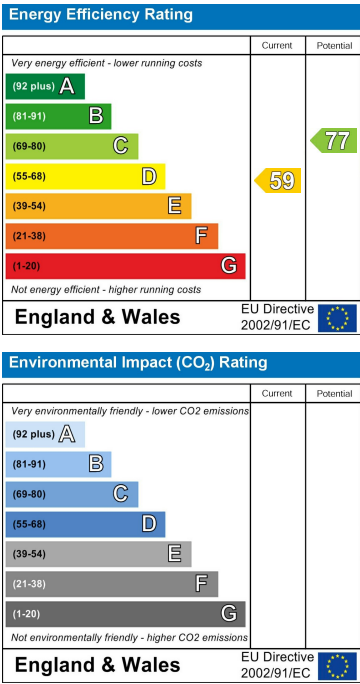 Energy Efficiency Rating
Current Potential
Very energy efficient - lower running costs
(92 plus) A
(81-91) B
(69-80) C
77
(55-68) D
59
(39-54) E
(21-38) F
(1-20) G
Not energy efficient - higher running costs
England & Wales
EU Directive
2002/91/EC
Environmental Impact (CO₂) Rating
Current Potential
Very environmentally friendly - lower CO2 emissions
(92 plus) A
(81-91) B
(69-80) C
(55-68) D
(39-54) E
(21-38) F
(1-20) G
Not environmentally friendly - higher CO2 emissions
England & Wales
EU Directive
2002/91/EC